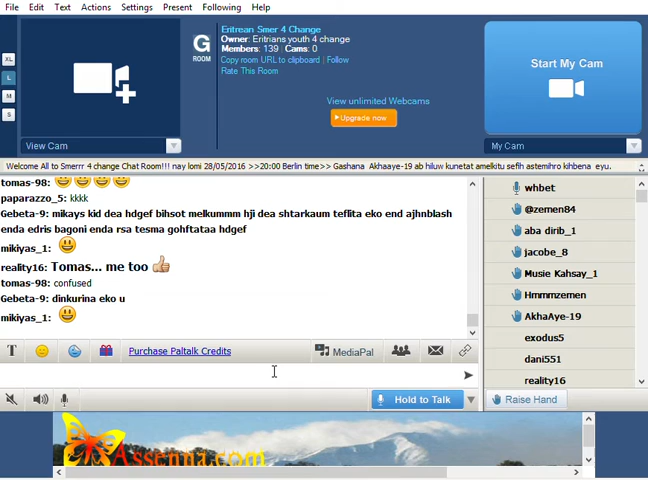 File Edit Text Actions Settings Present Following Help
XL
L
M
S
View Cam
G
ROOM
Eritrean Smer 4 Change
Owner: Eritrians youth 4 change
Members: 139 | Cams: 0
Copy room URL to clipboard | Follow
Rate This Room
View unlimited Webcams
Upgrade now
Start My Cam
My Cam
Welcome All to Smerrr 4 change Chat Room!!! nay lomi 28/05/2016 >>20:00 Berlin time>> Gashana Akhaaye-19 ab hiluw kunetat amelkitu sefih astemihro kihbena eyu.
tomas-98:
paparazzo_5: kkkk
Gebeta-9: mikays kid dea hdgef bihsot melkummm hji dea shtarkaum teflita eko end ajhnblash
enda edris bagoni enda rsa tesma gohftataa hdgef
mikiyas_1:
reality16: Tomas... me too
tomas-98: confused
Gebeta-9: dinkurina eko u
mikiyas_1:
whbet
@zemen84
aba dirib_1
jacobe_8
Musie Kahsay_1
Hmmmzemen
AkhaAye-19
exodus5
dani551
reality16
T
Purchase Paltalk Credits
MediaPal
Hold to Talk
Raise Hand
Assenna.com